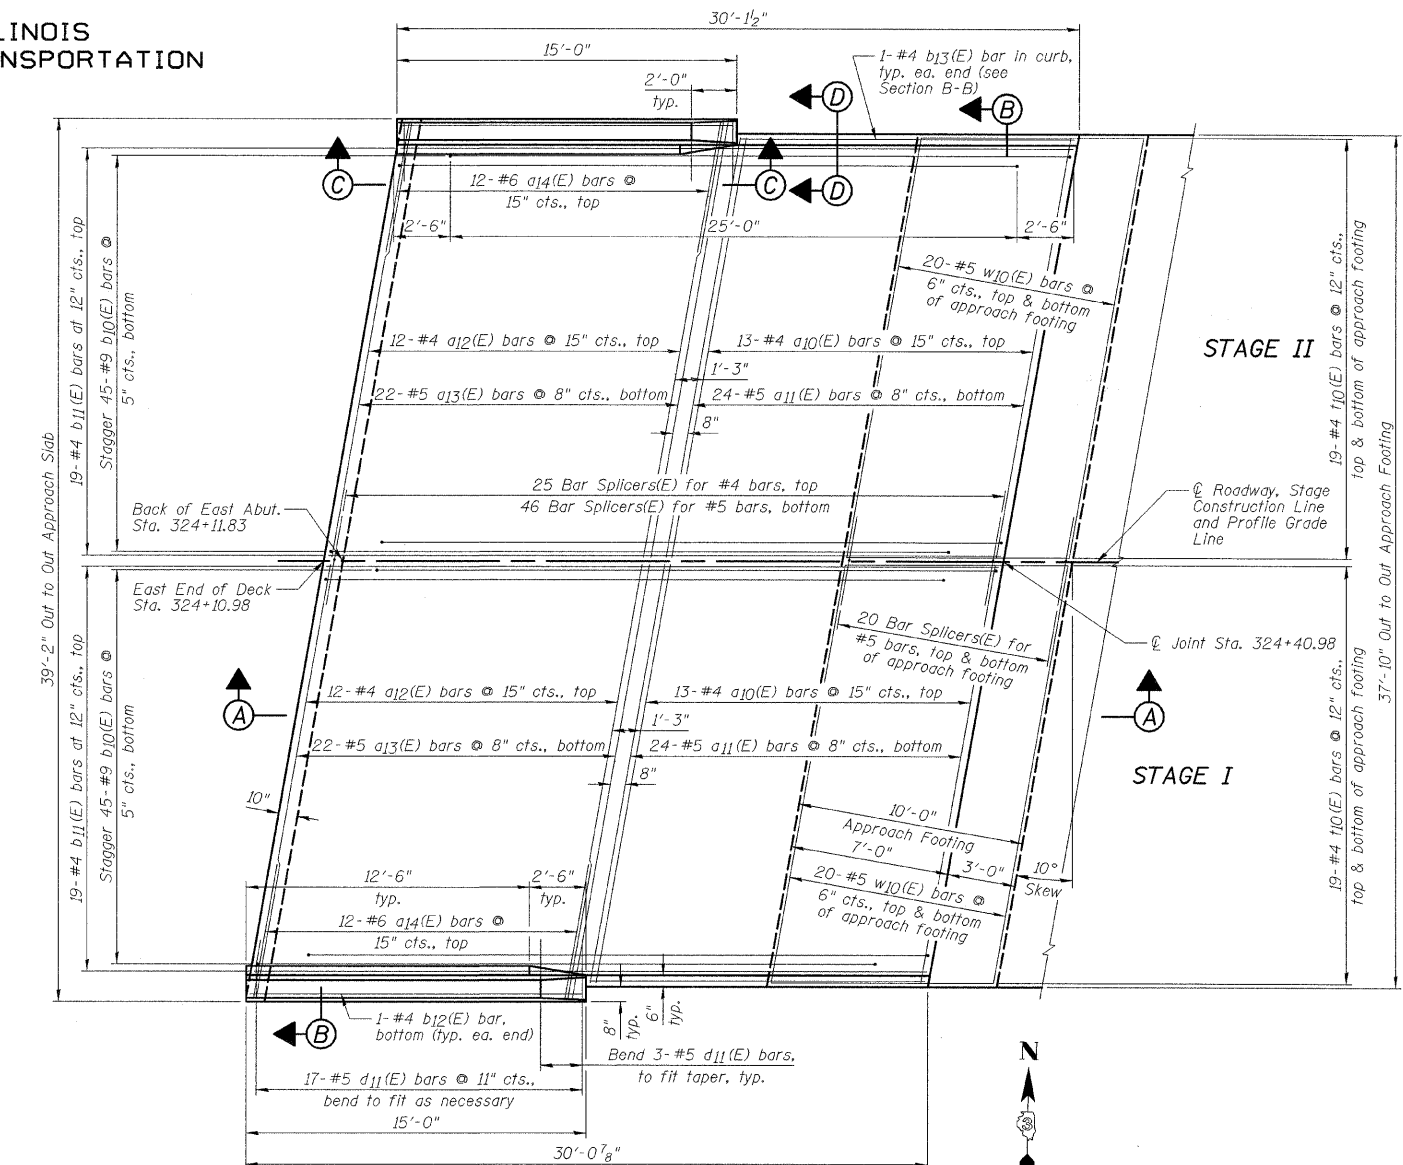 LINOIS
NSPORTATION
30'-1½"
15'-0"
2'-0"
typ.
1-#4 b13(E) bar in curb,
typ. ea. end (see
Section B-B)
D
B
C
C
D
12-#6 a14(E) bars @
15" cts., top
2'-6"
25'-0"
2'-6"
20-#5 w10(E) bars @
6" cts., top & bottom
of approach footing
12-#4 a12(E) bars @ 15" cts., top
13-#4 a10(E) bars @ 15" cts., top
STAGE II
1'-3"
22-#5 a13(E) bars @ 8" cts., bottom
24-#5 a11(E) bars @ 8" cts., bottom
8"
39'-2" Out to Out Approach Slab
19-#4 b11(E) bars at 12" cts., top
Stagger 45-#9 b10(E) bars @
5" cts., bottom
19-#4 t10(E) bars @ 12" cts.,
top & bottom of approach footing
37'-10" Out to Out Approach Footing
25 Bar Splicers(E) for #4 bars, top
46 Bar Splicers(E) for #5 bars, bottom
Back of East Abut.
Sta. 324+11.83
℄ Roadway, Stage
Construction Line
and Profile Grade
Line
East End of Deck
Sta. 324+10.98
20 Bar Splicers(E) for
#5 bars, top & bottom
of approach footing
℄ Joint Sta. 324+40.98
19-#4 b11(E) bars at 12" cts., top
Stagger 45-#9 b10(E) bars @
5" cts., bottom
19-#4 t10(E) bars @ 12" cts.,
top & bottom of approach footing
A
12-#4 a12(E) bars @ 15" cts., top
13-#4 a10(E) bars @ 15" cts., top
A
1'-3"
22-#5 a13(E) bars @ 8" cts., bottom
24-#5 a11(E) bars @ 8" cts., bottom
8"
STAGE I
10"
10'-0"
Approach Footing
7'-0"
3'-0"
10°
Skew
12'-6"
typ.
2'-6"
typ.
20-#5 w10(E) bars @
6" cts., top & bottom
of approach footing
12-#6 a14(E) bars @
15" cts., top
B
1-#4 b12(E) bar,
bottom (typ. ea. end)
8"
typ.
6"
typ.
Bend 3-#5 d11(E) bars,
to fit taper, typ.
17-#5 d11(E) bars @ 11" cts.,
bend to fit as necessary
15'-0"
30'-0⅞"
N